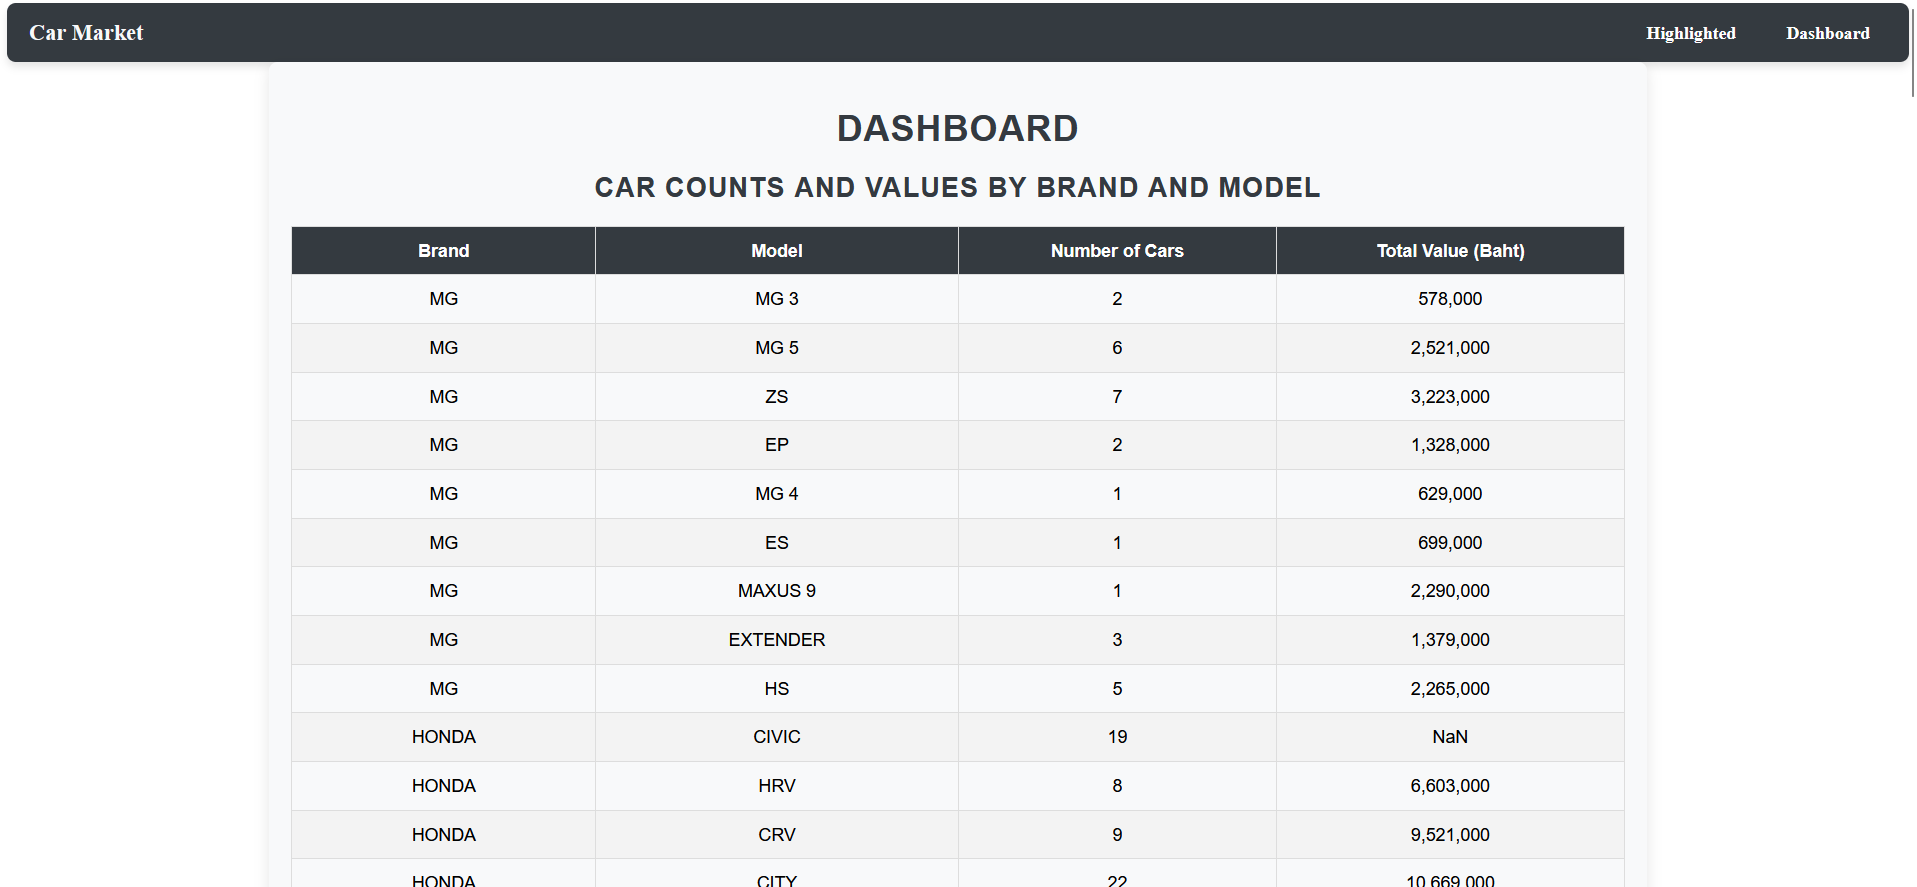 Car Market Highlighted Dashboard
DASHBOARD
CAR COUNTS AND VALUES BY BRAND AND MODEL
Brand Model Number of Cars Total Value (Baht)
MG MG 3 2 578,000
MG MG 5 6 2,521,000
MG ZS 7 3,223,000
MG EP 2 1,328,000
MG MG 4 1 629,000
MG ES 1 699,000
MG MAXUS 9 1 2,290,000
MG EXTENDER 3 1,379,000
MG HS 5 2,265,000
HONDA CIVIC 19 NaN
HONDA HRV 8 6,603,000
HONDA CRV 9 9,521,000
HONDA CITY 22 10,669,000